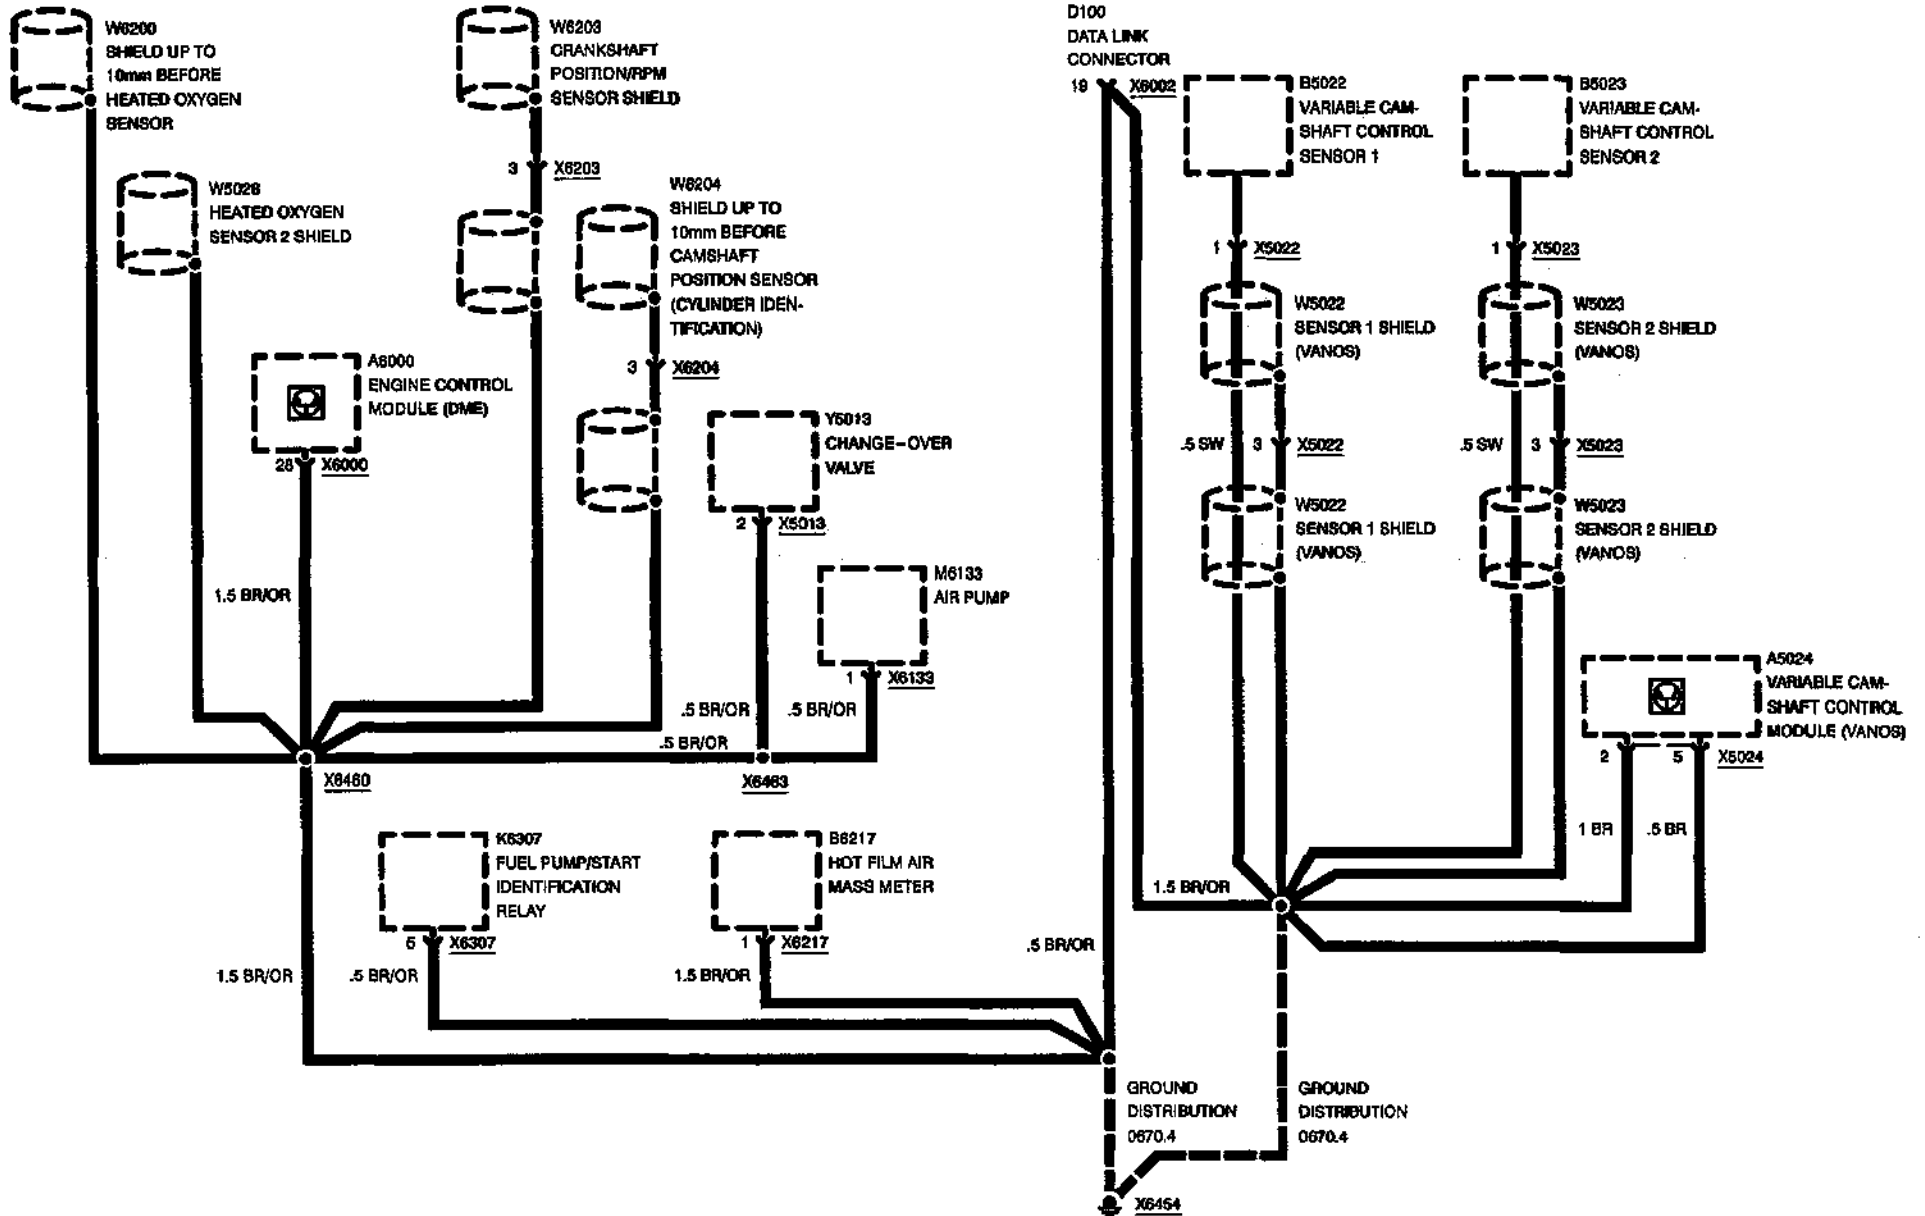 W6200
SHIELD UP TO
10mm BEFORE
HEATED OXYGEN
SENSOR
W6203
CRANKSHAFT
POSITION/RPM
SENSOR SHIELD
3 X6203
W5028
HEATED OXYGEN
SENSOR 2 SHIELD
W6204
SHIELD UP TO
10mm BEFORE
CAMSHAFT
POSITION SENSOR
(CYLINDER IDEN-
TIFICATION)
3 X6204
A6000
ENGINE CONTROL
MODULE (DME)
28 X6000
Y5013
CHANGE-OVER
VALVE
2 X5013
M6133
AIR PUMP
1 X6133
1.5 BR/OR
.5 BR/OR
.5 BR/OR
.5 BR/OR
X6460
X6463
K6307
FUEL PUMP/START
IDENTIFICATION
RELAY
6 X6307
B6217
HOT FILM AIR
MASS METER
1 X6217
1.5 BR/OR
.5 BR/OR
1.5 BR/OR
D100
DATA LINK
CONNECTOR
19 X6002
B5022
VARIABLE CAM-
SHAFT CONTROL
SENSOR 1
B5023
VARIABLE CAM-
SHAFT CONTROL
SENSOR 2
1 X5022
1 X5023
W5022
SENSOR 1 SHIELD
(VANOS)
W5023
SENSOR 2 SHIELD
(VANOS)
.5 SW 3 X5022
.5 SW 3 X5023
W5022
SENSOR 1 SHIELD
(VANOS)
W5023
SENSOR 2 SHIELD
(VANOS)
A5024
VARIABLE CAM-
SHAFT CONTROL
MODULE (VANOS)
2 5 X5024
1 BR
.5 BR
1.5 BR/OR
.5 BR/OR
GROUND
DISTRIBUTION
0670.4
GROUND
DISTRIBUTION
0670.4
X6454